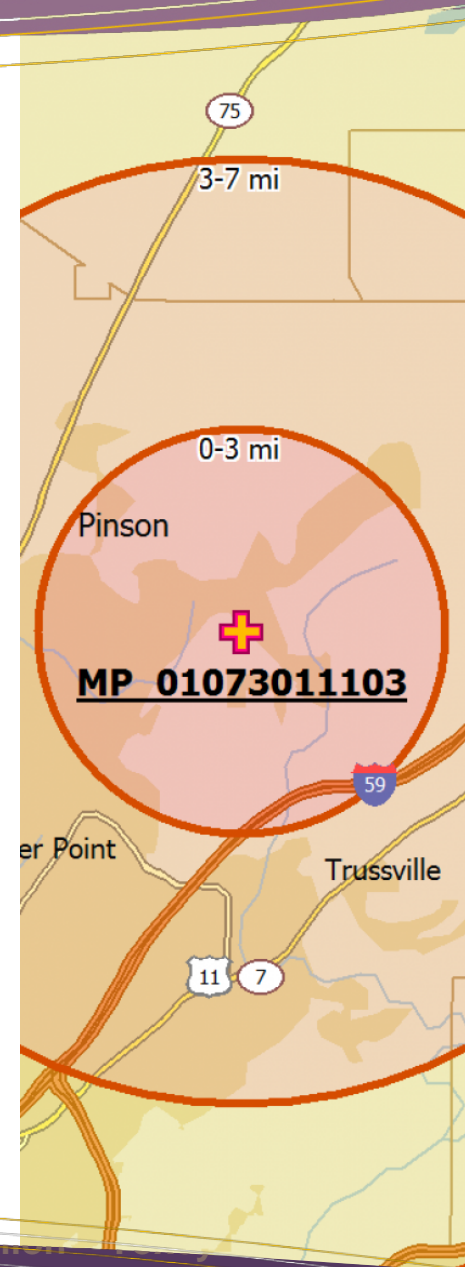 75
3-7 mi
0-3 mi
Pinson
MP 01073011103
59
er Point
Trussville
11
7